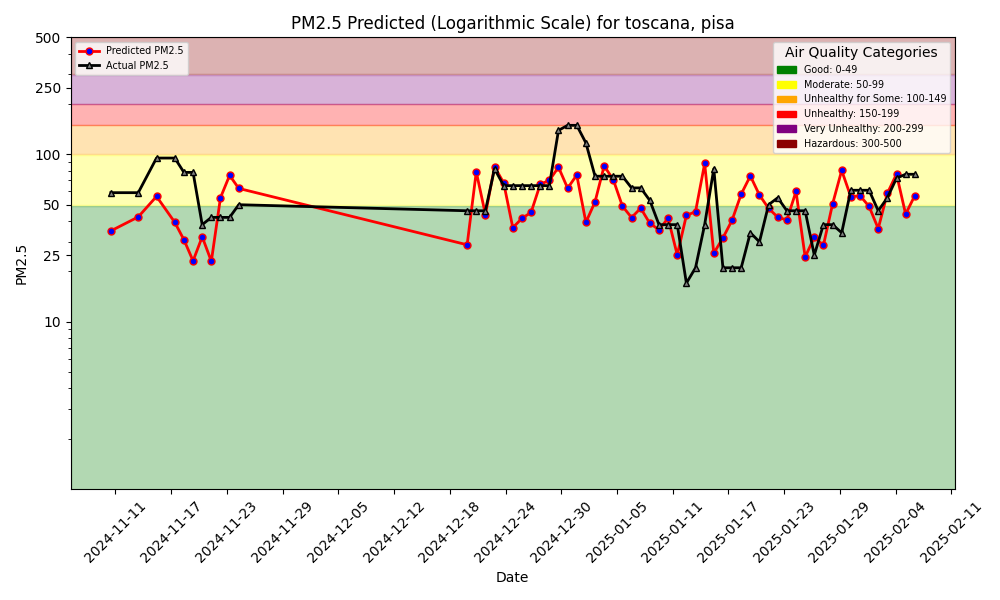 PM2.5 Predicted (Logarithmic Scale) for toscana, pisa
Predicted PM2.5
Actual PM2.5
Air Quality Categories
Good: 0-49
Moderate: 50-99
Unhealthy for Some: 100-149
Unhealthy: 150-199
Very Unhealthy: 200-299
Hazardous: 300-500
500
250
100
50
25
10
PM2.5
2024-11-11
2024-11-17
2024-11-23
2024-11-29
2024-12-05
2024-12-12
2024-12-18
2024-12-24
2024-12-30
2025-01-05
2025-01-11
2025-01-17
2025-01-23
2025-01-29
2025-02-04
2025-02-11
Date